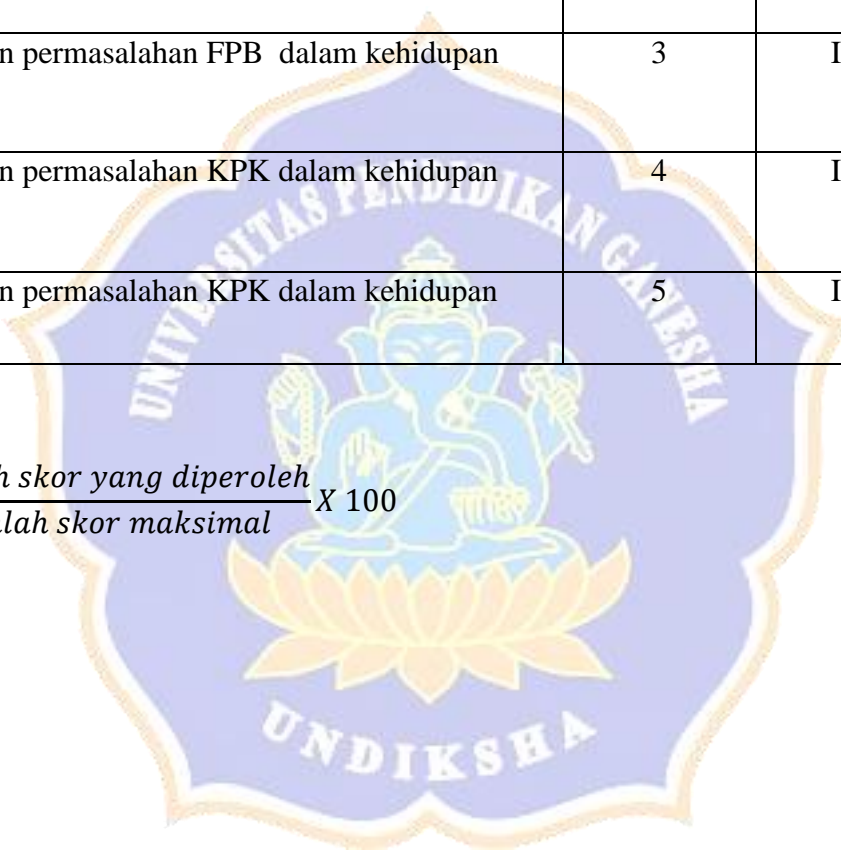 n permasalahan FPB dalam kehidupan 3 I
n permasalahan KPK dalam kehidupan 4 I
n permasalahan KPK dalam kehidupan 5 I
UNIVERSITAS PENDIDIKAN GANESHA
h skor yang diperoleh
lah skor maksimal
X 100
UNDIKSHA